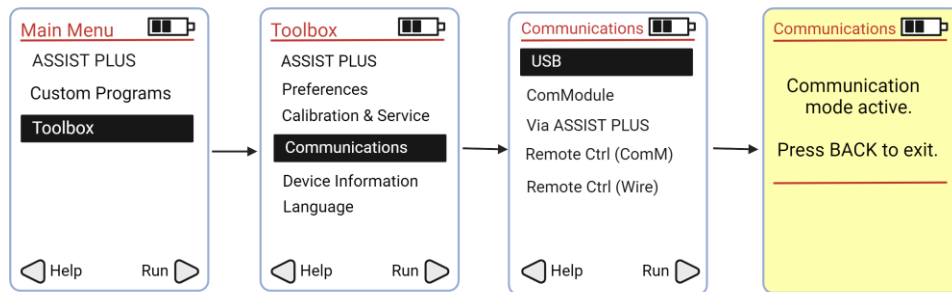 Main Menu
ASSIST PLUS
Custom Programs
Toolbox
Help
Run
Toolbox
ASSIST PLUS
Preferences
Calibration & Service
Communications
Device Information
Language
Help
Run
Communications
USB
ComModule
Via ASSIST PLUS
Remote Ctrl (ComM)
Remote Ctrl (Wire)
Help
Run
Communications
Communication
mode active.
Press BACK to exit.